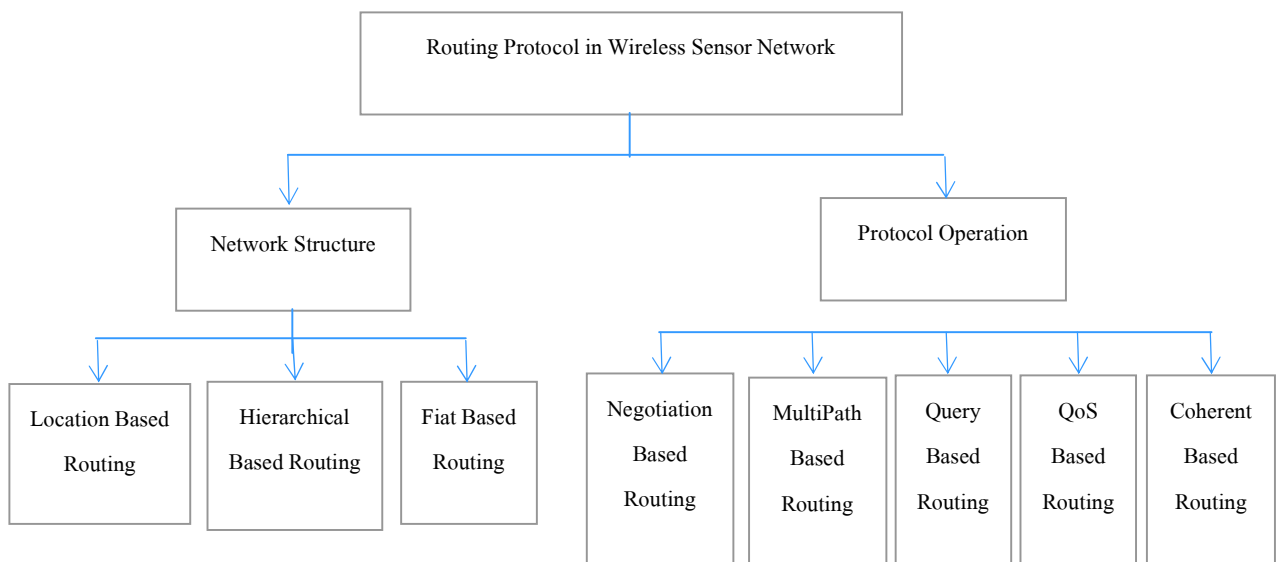 Routing Protocol in Wireless Sensor Network
Network Structure
Protocol Operation
Location Based
Routing
Hierarchical
Based Routing
Fiat Based
Routing
Negotiation
Based
Routing
MultiPath
Based
Routing
Query
Based
Routing
QoS
Based
Routing
Coherent
Based
Routing